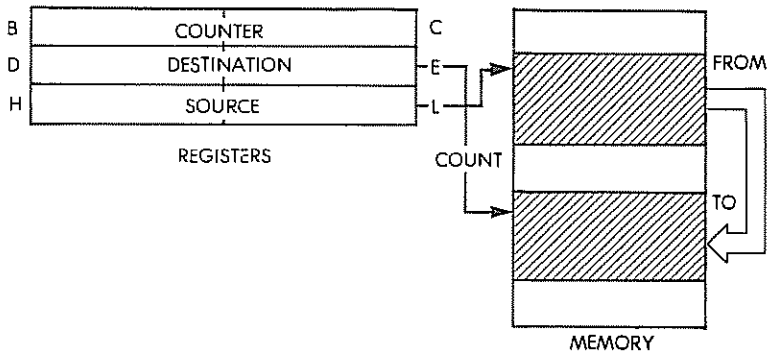 B COUNTER C
D DESTINATION E
H SOURCE L
REGISTERS
COUNT
FROM
TO
MEMORY